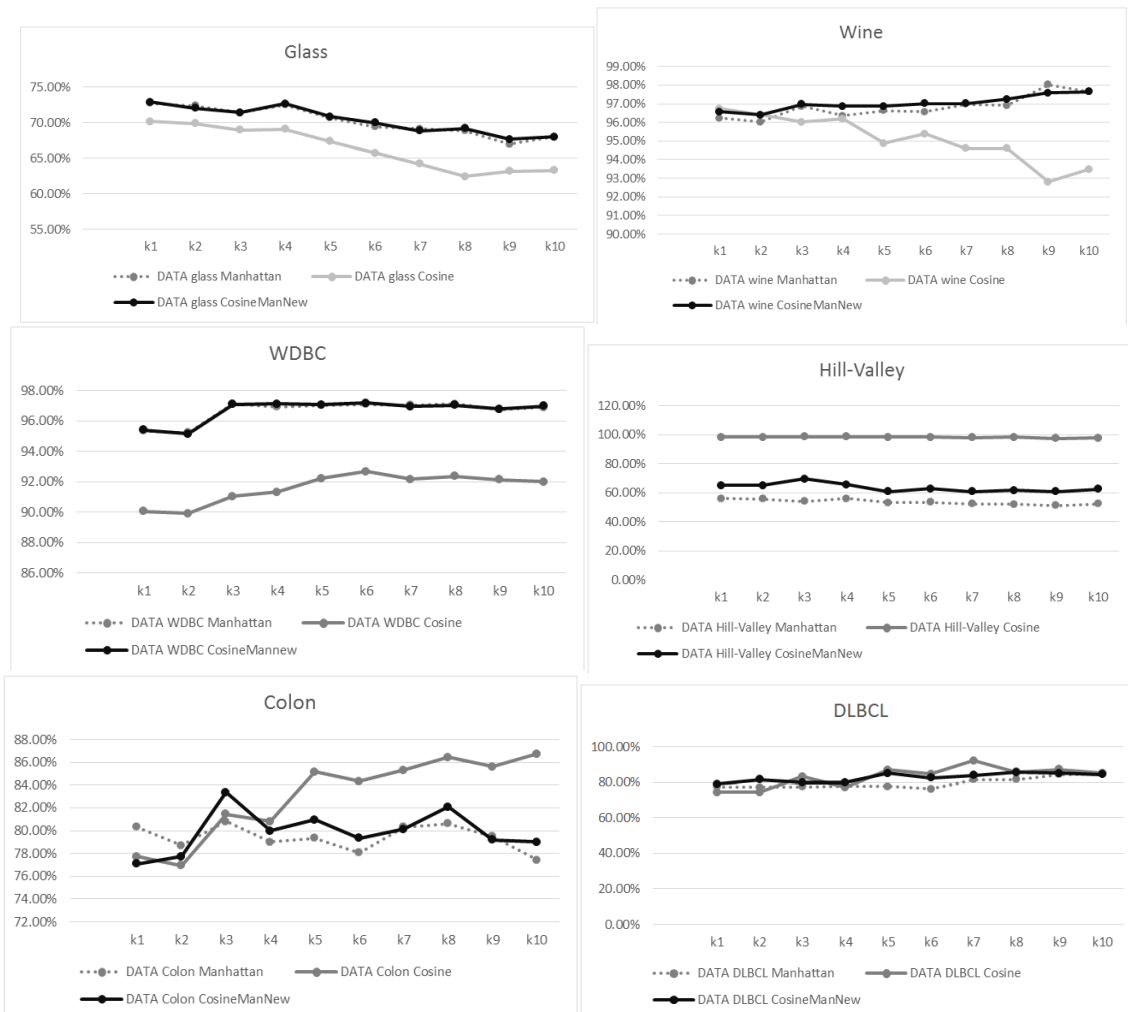 Glass
75.00%
70.00%
65.00%
60.00%
55.00%
k1 k2 k3 k4 k5 k6 k7 k8 k9 k10
DATA glass Manhattan DATA glass Cosine
DATA glass CosineManNew
Wine
99.00%
98.00%
97.00%
96.00%
95.00%
94.00%
93.00%
92.00%
91.00%
90.00%
k1 k2 k3 k4 k5 k6 k7 k8 k9 k10
DATA wine Manhattan DATA wine Cosine
DATA wine CosineManNew
WDBC
98.00%
96.00%
94.00%
92.00%
90.00%
88.00%
86.00%
k1 k2 k3 k4 k5 k6 k7 k8 k9 k10
DATA WDBC Manhattan DATA WDBC Cosine
DATA WDBC CosineMannew
Hill-Valley
120.00%
100.00%
80.00%
60.00%
40.00%
20.00%
0.00%
k1 k2 k3 k4 k5 k6 k7 k8 k9 k10
DATA Hill-Valley Manhattan DATA Hill-Valley Cosine
DATA Hill-Valley CosineManNew
Colon
88.00%
86.00%
84.00%
82.00%
80.00%
78.00%
76.00%
74.00%
72.00%
k1 k2 k3 k4 k5 k6 k7 k8 k9 k10
DATA Colon Manhattan DATA Colon Cosine
DATA Colon CosineManNew
DLBCL
100.00%
80.00%
60.00%
40.00%
20.00%
0.00%
k1 k2 k3 k4 k5 k6 k7 k8 k9 k10
DATA DLBCL Manhattan DATA DLBCL Cosine
DATA DLBCL CosineManNew